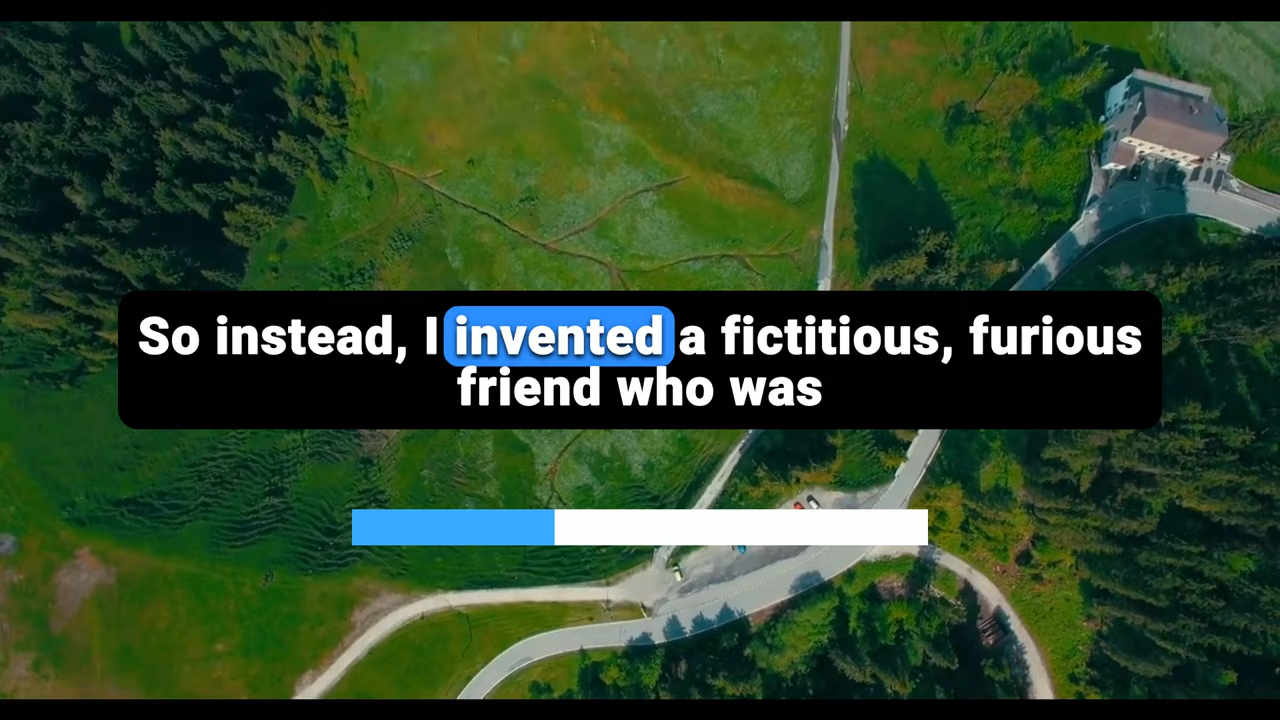 So instead, I invented a fictitious, furious
friend who was